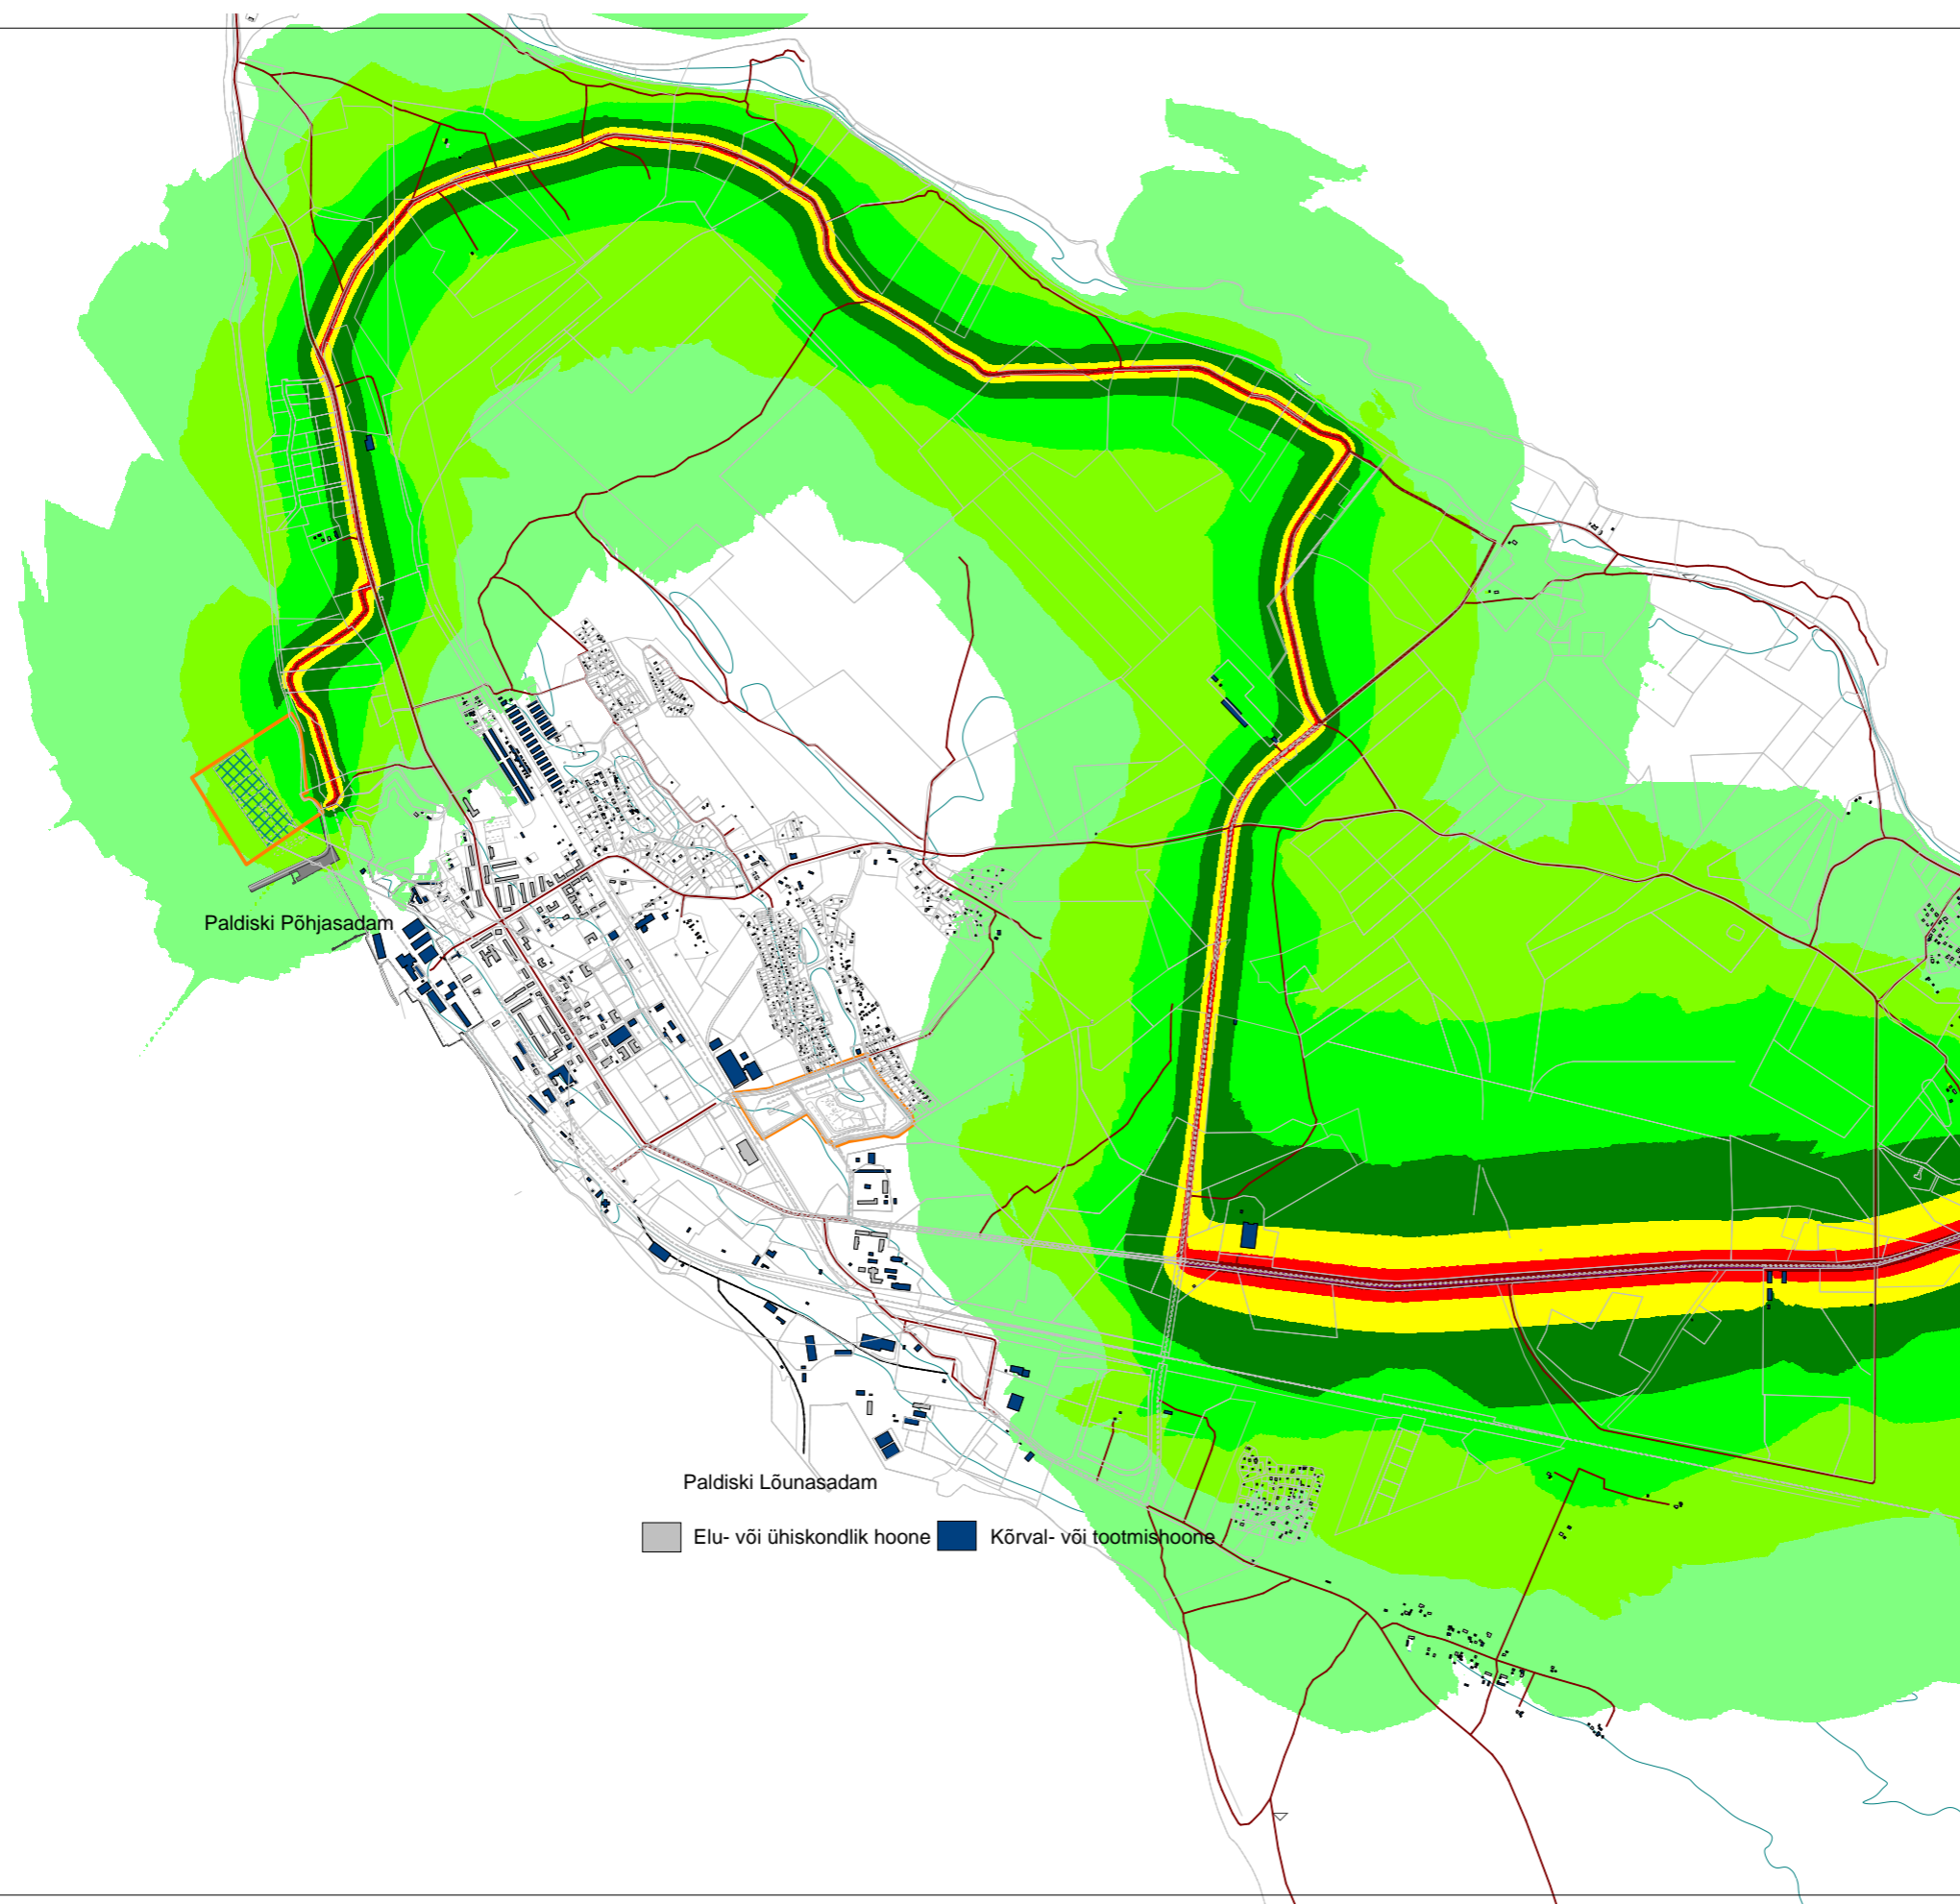 Paldiski Põhjasadam
Paldiski Lõunasadam
Elu- või ühiskondlik hoone
Kõrval- või tootmishoone